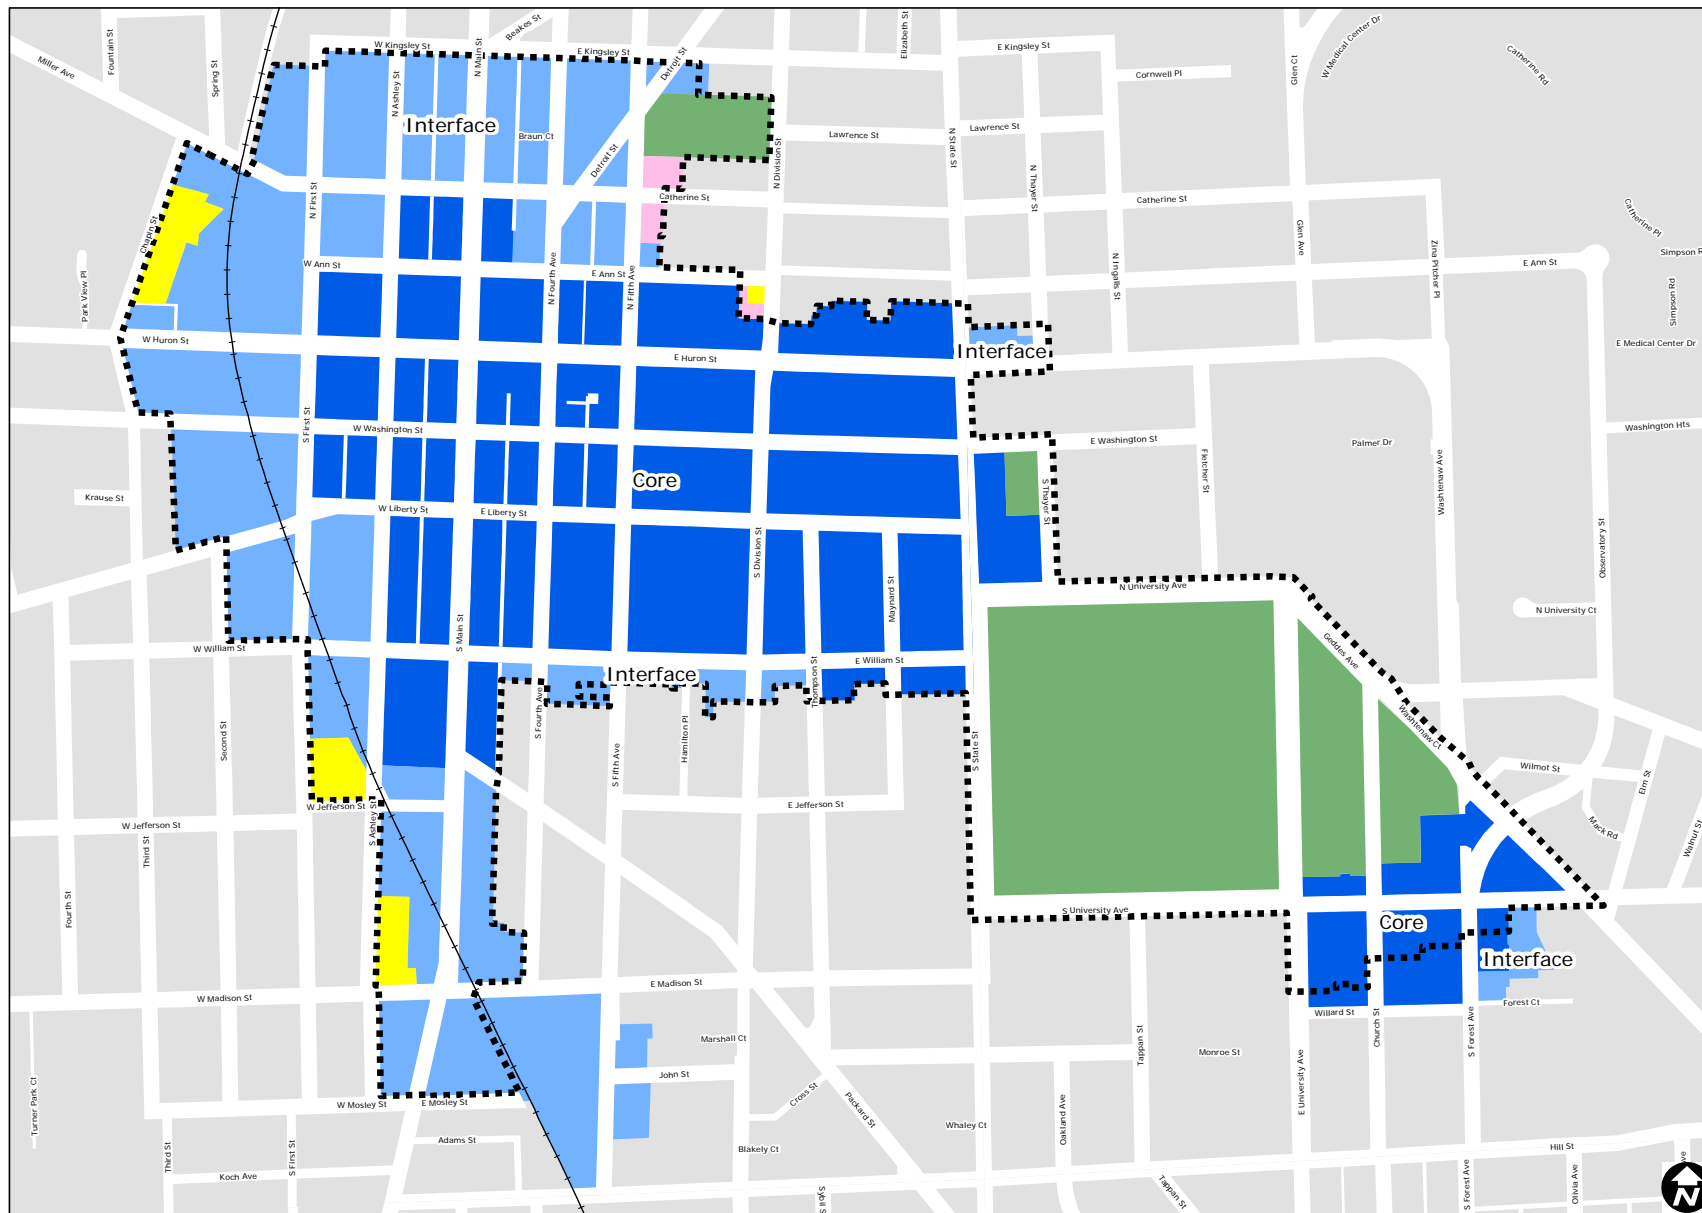 W Kingsley St
E Kingsley St
E Kingsley St
Beakes St
Elizabeth St
Fountain St
Miller Ave
Spring St
N Ashley St
N Main St
Detroit St
Glen Ct
W Medical Center Dr
Catherine Rd
Cornwell Pl
Interface
Braun Ct
Lawrence St
Lawrence St
Detroit St
N Division St
N State St
N Thayer St
N First St
Catherine St
Catherine St
Catherine Pl
Chapin St
Glen Ave
Zina Pitcher Pl
Simpson R
W Ann St
E Ann St
E Ann St
Park View Pl
N Fourth Ave
N Fifth Ave
N Ingalls St
Simpson Rd
W Huron St
E Huron St
Interface
E Medical Center Dr
S First St
W Washington St
E Washington St
Palmer Dr
Washington Hts
Fletcher St
Washtenaw Ave
Core
Krause St
S Thayer St
W Liberty St
E Liberty St
S Division St
Observatory St
N University Ave
Maynard St
N University Ct
S Main St
Geddes Ave
W William St
E William St
Interface
Thompson St
S Fourth Ave
Second St
Hamilton Pl
S State St
Washtenaw Ct
S Fifth Ave
Wilmot St
Elm St
W Jefferson St
E Jefferson St
W Jefferson St
S Ashley St
Third St
Mack Rd
Walnut St
Fourth St
S University Ave
Core
Interface
W Madison St
E Madison St
Forest Ct
Willard St
Church St
S Forest Ave
Marshall Ct
Tappan St
Monroe St
John St
Turner Park Ct
Cross St
E University Ave
W Mosley St
E Mosley St
Packard St
Oakland Ave
Whaley Ct
Adams St
Blakely Ct
Hill St
Third St
S First St
Koch Ave
Sybil S
Tappan St
S Forest Ave
Olivia Ave
ve
N